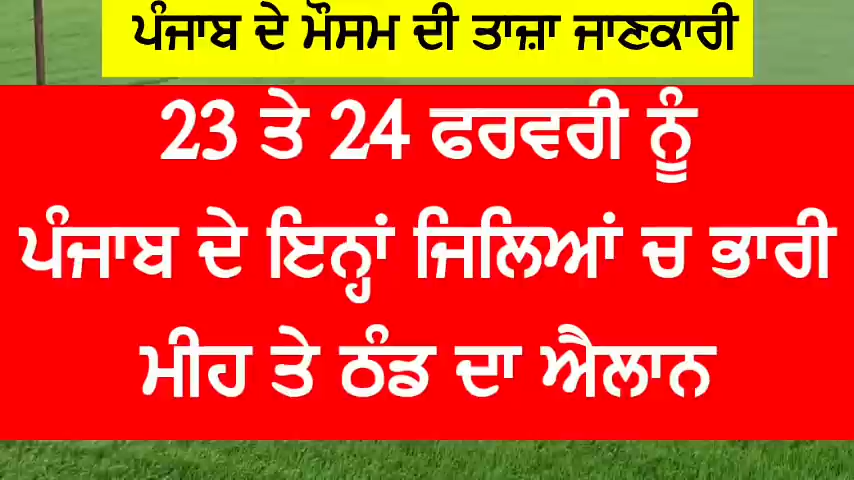 ਪੰਜਾਬ ਦੇ ਮੌਸਮ ਦੀ ਤਾਜ਼ਾ ਜਾਣਕਾਰੀ
23 ਤੇ 24 ਫਰਵਰੀ ਨੂੰ
ਪੰਜਾਬ ਦੇ ਇਨ੍ਹਾਂ ਜਿਲਿਆਂ ਚ ਭਾਰੀ
ਮੀਹ ਤੇ ਠੰਡ ਦਾ ਐਲਾਨ